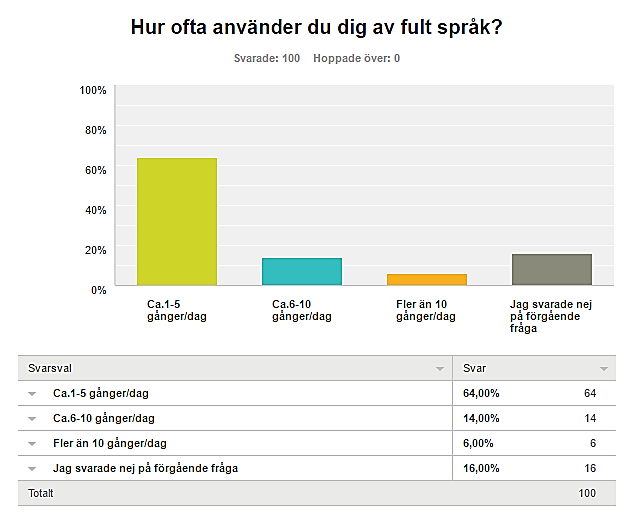 Hur ofta använder du dig av fult språk?
Svarade: 100 Hoppade över: 0
100%
80%
60%
40%
20%
0%
Ca.1-5 gånger/dag
Ca.6-10 gånger/dag
Fler än 10 gånger/dag
Jag svarade nej på förgående fråga
Svarsval Svar
Ca.1-5 gånger/dag 64,00% 64
Ca.6-10 gånger/dag 14,00% 14
Fler än 10 gånger/dag 6,00% 6
Jag svarade nej på förgående fråga 16,00% 16
Totalt 100